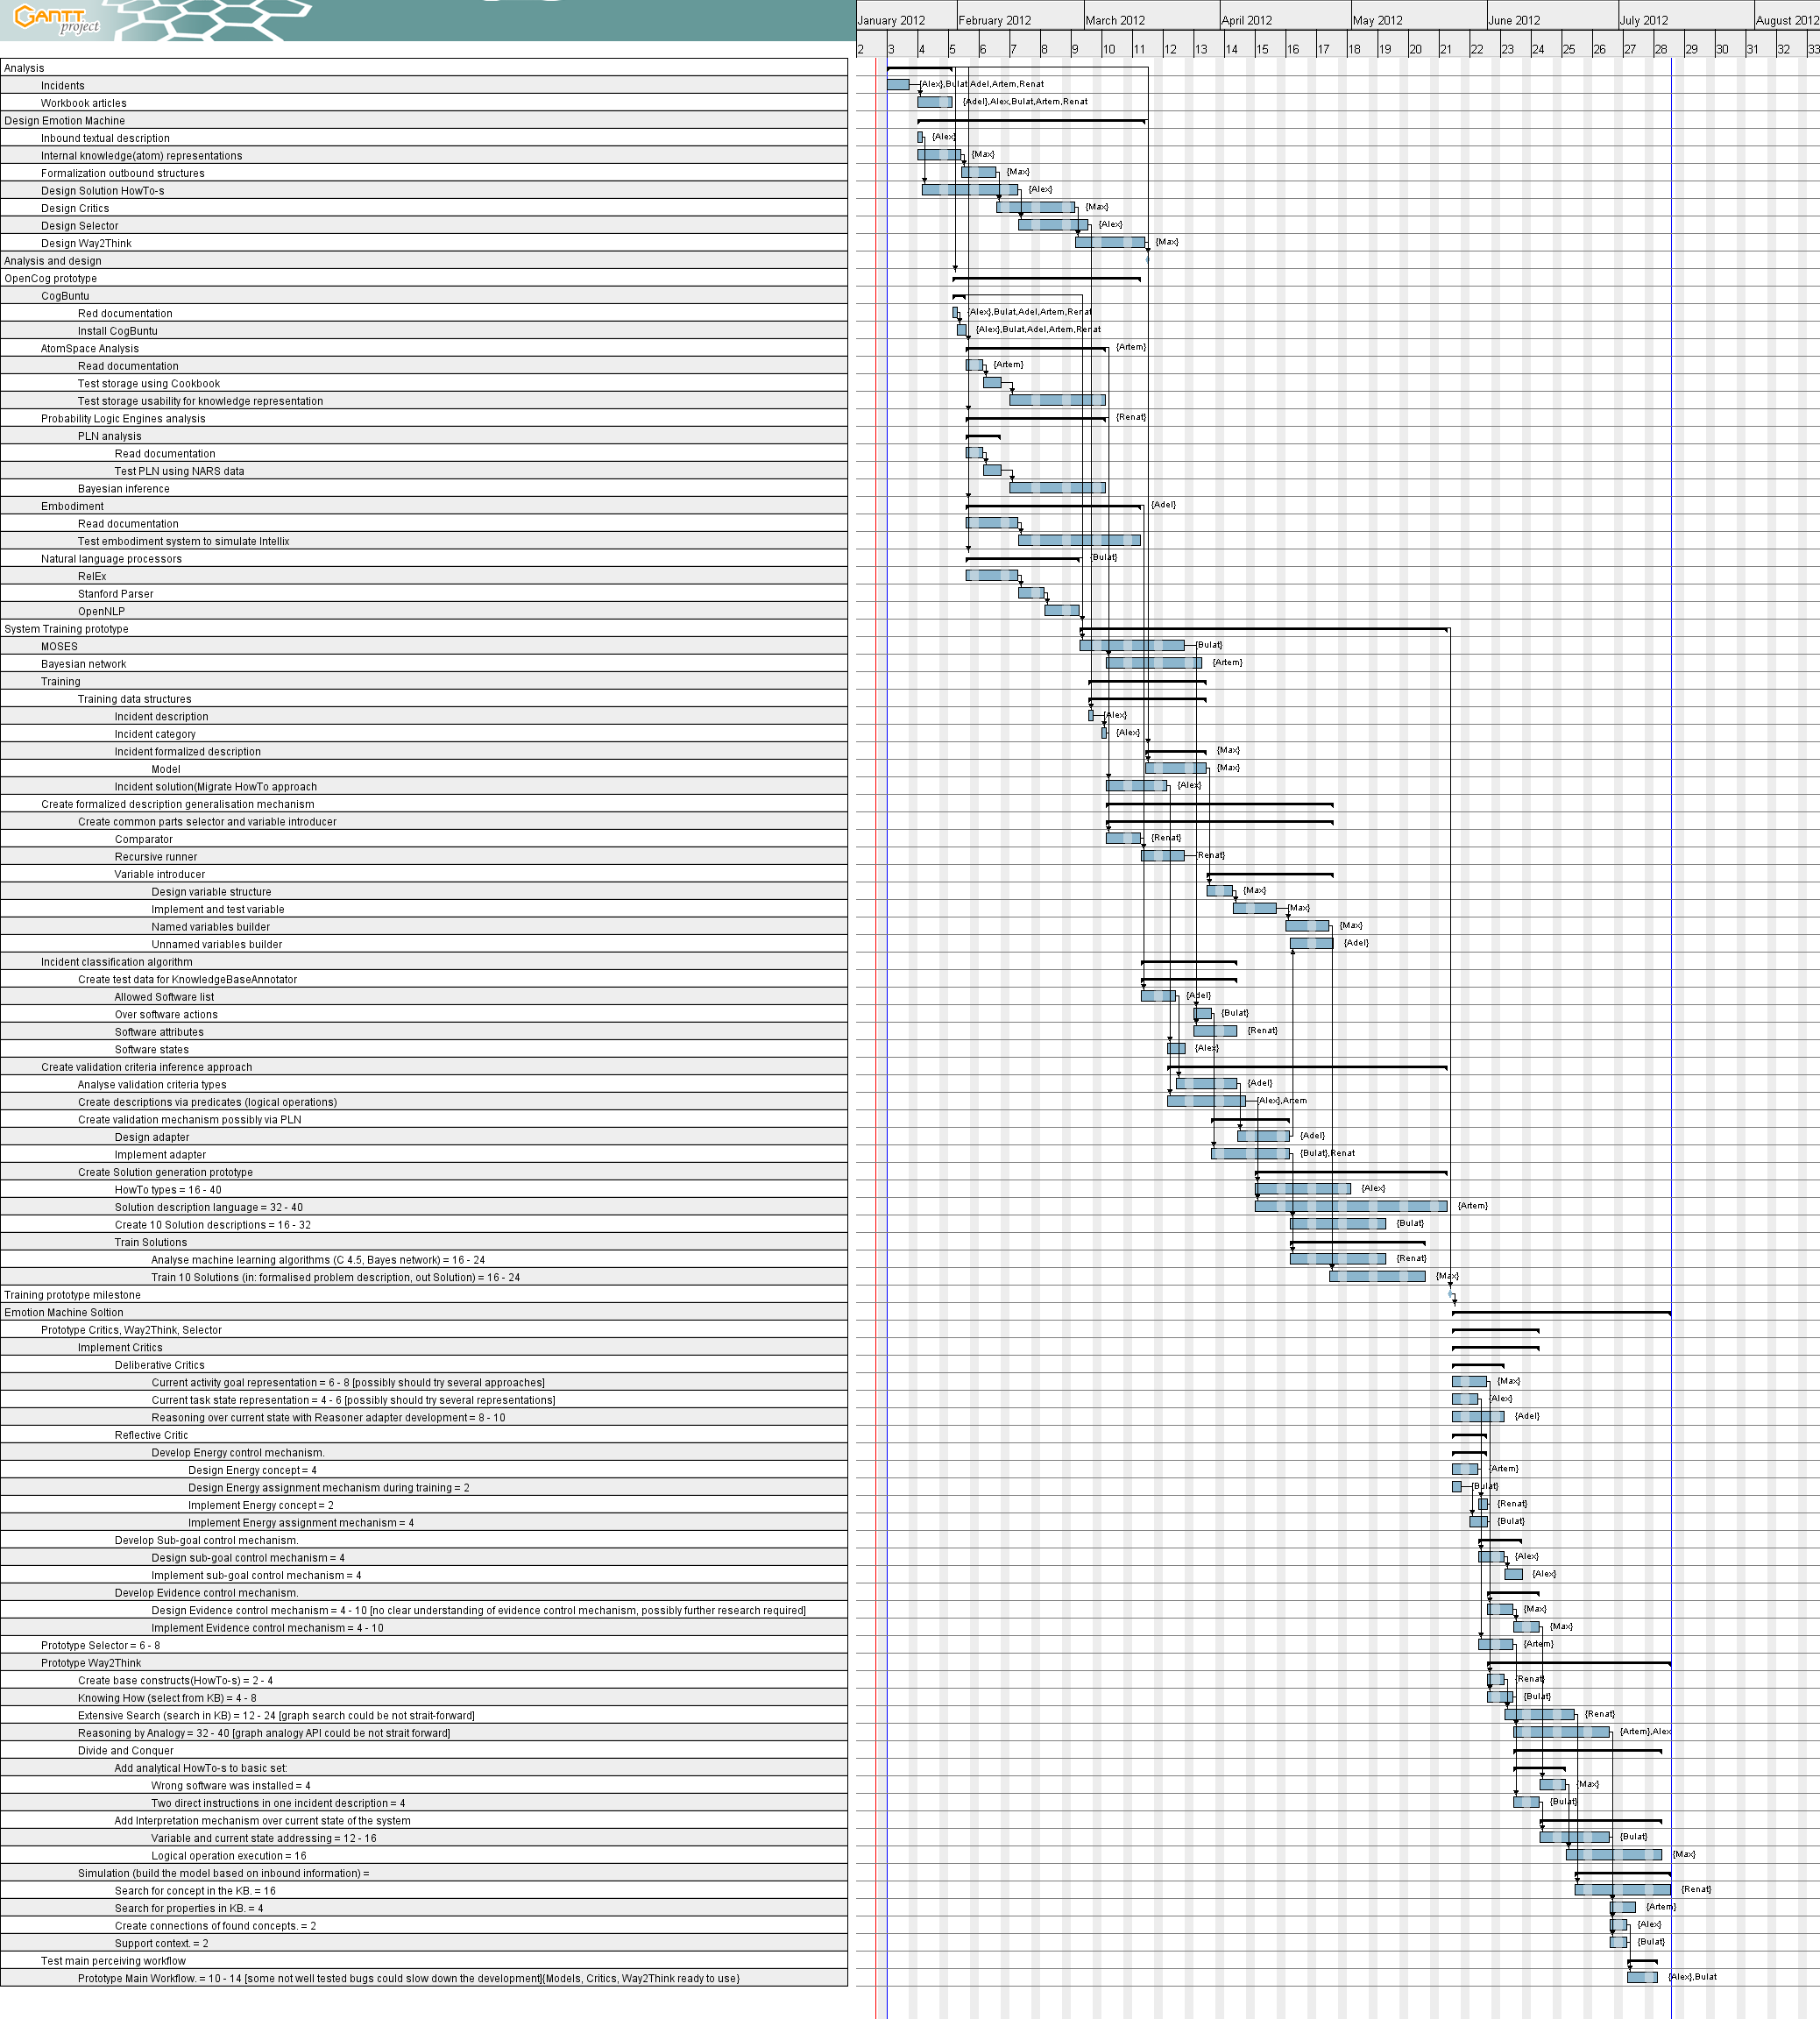 GANTT
project
January 2012 February 2012 March 2012 April 2012 May 2012 June 2012 July 2012 August 2012
2 3 4 5 6 7 8 9 10 11 12 13 14 15 16 17 18 19 20 21 22 23 24 25 26 27 28 29 30 31 32 33
Analysis
Incidents {Alex},Bulat,Adel,Artem,Renat
Workbook articles {Adel},Alex,Bulat,Artem,Renat
Design Emotion Machine
Inbound textual description {Alex}
Internal knowledge(atom) representations {Max}
Formalization outbound structures {Max}
Design Solution HowTo-s {Alex}
Design Critics {Max}
Design Selector {Alex}
Design Way2Think {Max}
Analysis and design
OpenCog prototype
CogBuntu
Red documentation {Alex},Bulat,Adel,Artem,Renat
Install CogBuntu {Alex},Bulat,Adel,Artem,Renat
AtomSpace Analysis {Artem}
Read documentation {Artem}
Test storage using Cookbook
Test storage usability for knowledge representation
Probability Logic Engines analysis {Renat}
PLN analysis
Read documentation
Test PLN using NARS data
Bayesian inference
Embodiment {Adel}
Read documentation
Test embodiment system to simulate Intellix
Natural language processors {Bulat}
RelEx
Stanford Parser
OpenNLP
System Training prototype
MOSES {Bulat}
Bayesian network {Artem}
Training
Training data structures
Incident description {Alex}
Incident category {Alex}
Incident formalized description {Max}
Model {Max}
Incident solution(Migrate HowTo approach {Alex}
Create formalized description generalisation mechanism
Create common parts selector and variable introducer
Comparator {Renat}
Recursive runner {Renat}
Variable introducer
Design variable structure {Max}
Implement and test variable {Max}
Named variables builder {Max}
Unnamed variables builder {Adel}
Incident classification algorithm
Create test data for KnowledgeBaseAnnotator
Allowed Software list {Adel}
Over software actions {Bulat}
Software attributes {Renat}
Software states {Alex}
Create validation criteria inference approach
Analyse validation criteria types {Adel}
Create descriptions via predicates (logical operations) {Alex},Artem
Create validation mechanism possibly via PLN
Design adapter {Adel}
Implement adapter {Bulat},Renat
Create Solution generation prototype
HowTo types = 16 - 40 {Alex}
Solution description language = 32 - 40 {Artem}
Create 10 Solution descriptions = 16 - 32 {Bulat}
Train Solutions
Analyse machine learning algorithms (C 4.5, Bayes network) = 16 - 24 {Renat}
Train 10 Solutions (in: formalised problem description, out Solution) = 16 - 24 {Max}
Training prototype milestone
Emotion Machine Soltion
Prototype Critics, Way2Think, Selector
Implement Critics
Deliberative Critics
Current activity goal representation = 6 - 8 [possibly should try several approaches] {Max}
Current task state representation = 4 - 6 [possibly should try several representations] {Alex}
Reasoning over current state with Reasoner adapter development = 8 - 10 {Adel}
Reflective Critic
Develop Energy control mechanism.
Design Energy concept = 4 {Artem}
Design Energy assignment mechanism during training = 2 {Bulat}
Implement Energy concept = 2 {Renat}
Implement Energy assignment mechanism = 4 {Bulat}
Develop Sub-goal control mechanism.
Design sub-goal control mechanism = 4 {Alex}
Implement sub-goal control mechanism = 4 {Alex}
Develop Evidence control mechanism.
Design Evidence control mechanism = 4 - 10 [no clear understanding of evidence control mechanism, possibly further research required] {Max}
Implement Evidence control mechanism = 4 - 10 {Max}
Prototype Selector = 6 - 8 {Artem}
Prototype Way2Think
Create base constructs(HowTo-s) = 2 - 4 {Renat}
Knowing How (select from KB) = 4 - 8 {Bulat}
Extensive Search (search in KB) = 12 - 24 [graph search could be not strait-forward] {Renat}
Reasoning by Analogy = 32 - 40 [graph analogy API could be not strait forward] {Artem},Alex
Divide and Conquer
Add analytical HowTo-s to basic set:
Wrong software was installed = 4 {Max}
Two direct instructions in one incident description = 4 {Bulat}
Add Interpretation mechanism over current state of the system
Variable and current state addressing = 12 - 16 {Bulat}
Logical operation execution = 16 {Max}
Simulation (build the model based on inbound information) =
Search for concept in the KB. = 16 {Renat}
Search for properties in KB. = 4 {Artem}
Create connections of found concepts. = 2 {Alex}
Support context. = 2 {Bulat}
Test main perceiving workflow
Prototype Main Workflow. = 10 - 14 [some not well tested bugs could slow down the development]{Models, Critics, Way2Think ready to use} {Alex},Bulat